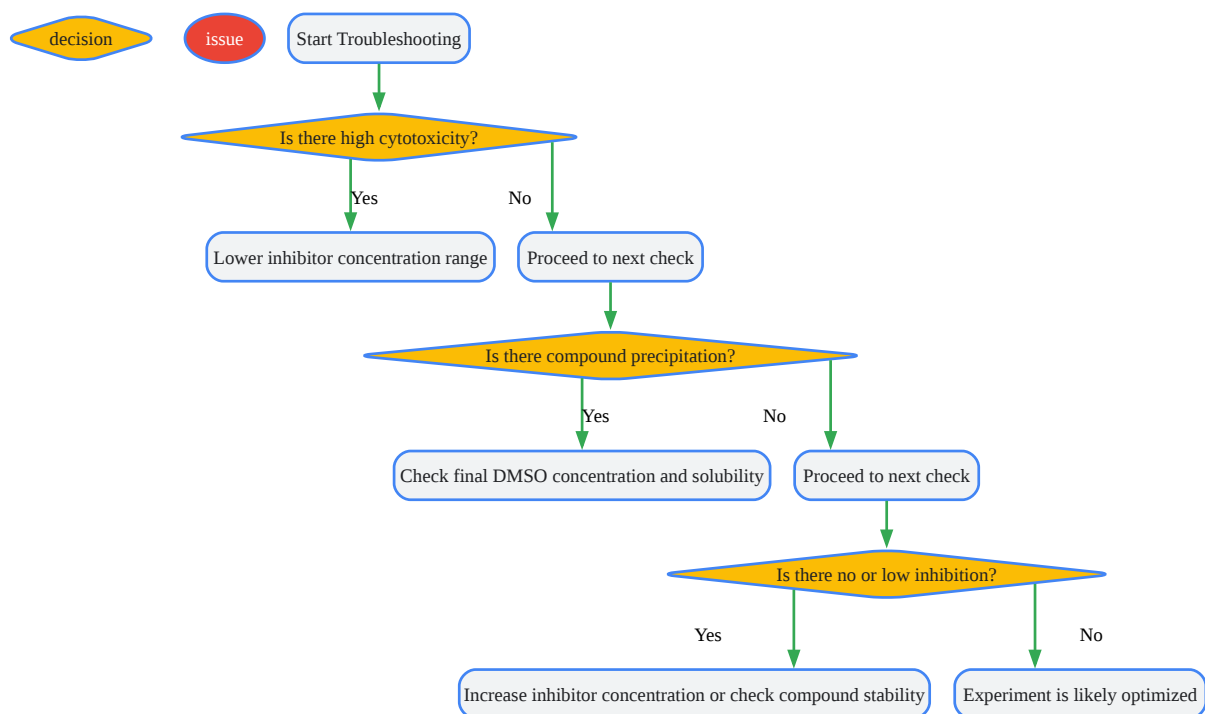 decision
issue
Start Troubleshooting
Is there high cytotoxicity?
Yes
No
Lower inhibitor concentration range
Proceed to next check
Is there compound precipitation?
Yes
No
Check final DMSO concentration and solubility
Proceed to next check
Is there no or low inhibition?
Yes
No
Increase inhibitor concentration or check compound stability
Experiment is likely optimized